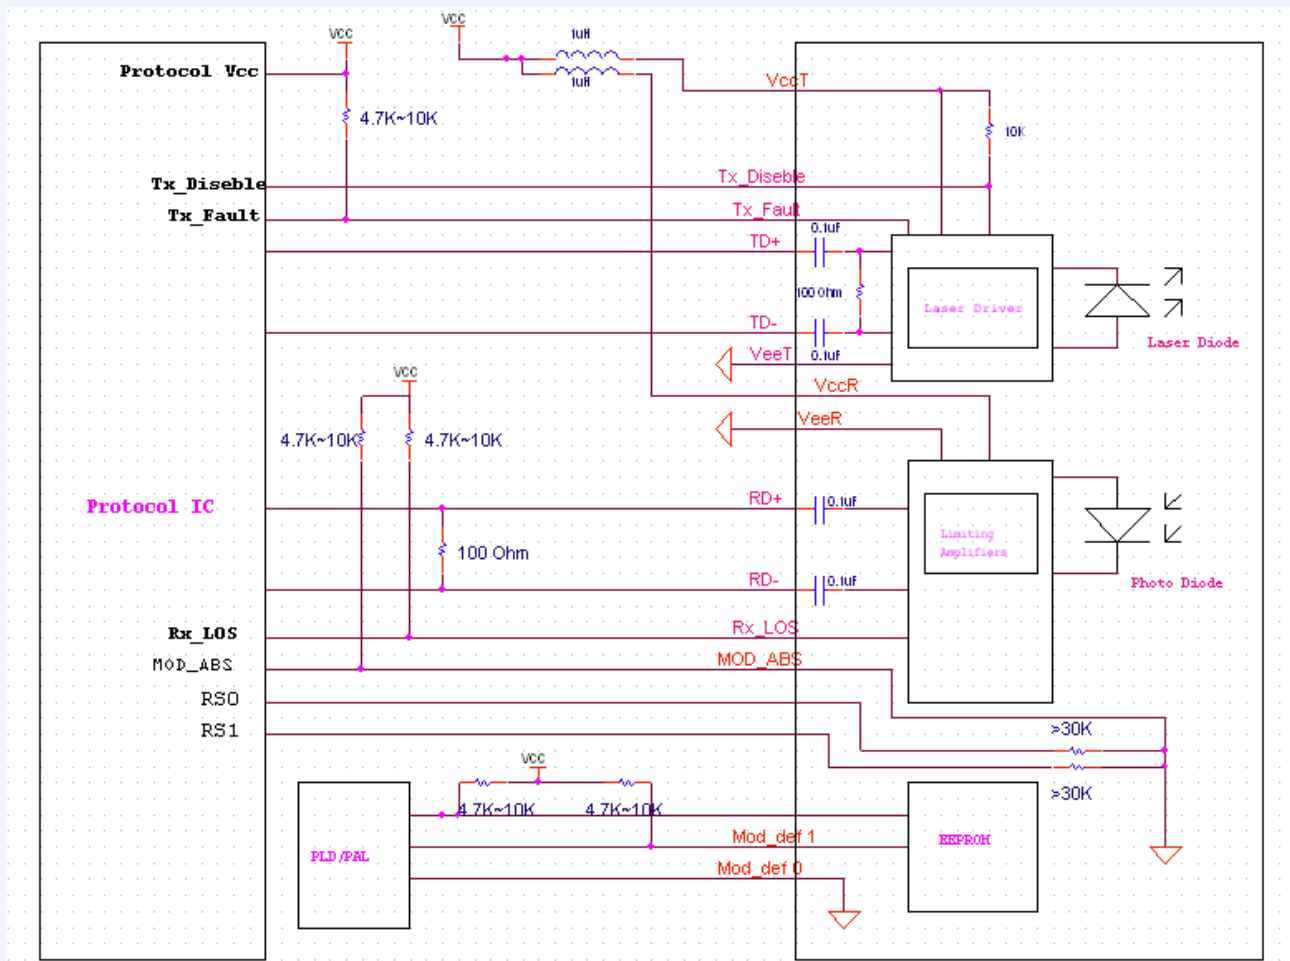 VCC
VCC
1uH
1uH
Protocol Vcc
VccT
4.7K~10K
10K
Tx_Diseble
Tx_Diseble
Tx_Fault
Tx_Fault
0.1uF
TD+
100 Ohm
Laser Driver
TD-
Laser Diode
VeeT
0.1uF
VCC
VccR
VeeR
4.7K~10K
4.7K~10K
RD+
0.1uF
Protocol IC
Limiting
Amplifiers
100 Ohm
RD-
0.1uF
Photo Diode
Rx_LOS
Rx_LOS
MOD_ABS
MOD_ABS
RS0
RS1
>30K
VCC
>30K
4.7K~10K
4.7K~10K
Mod_def 1
EEPROM
PLD/PAL
Mod_def 0